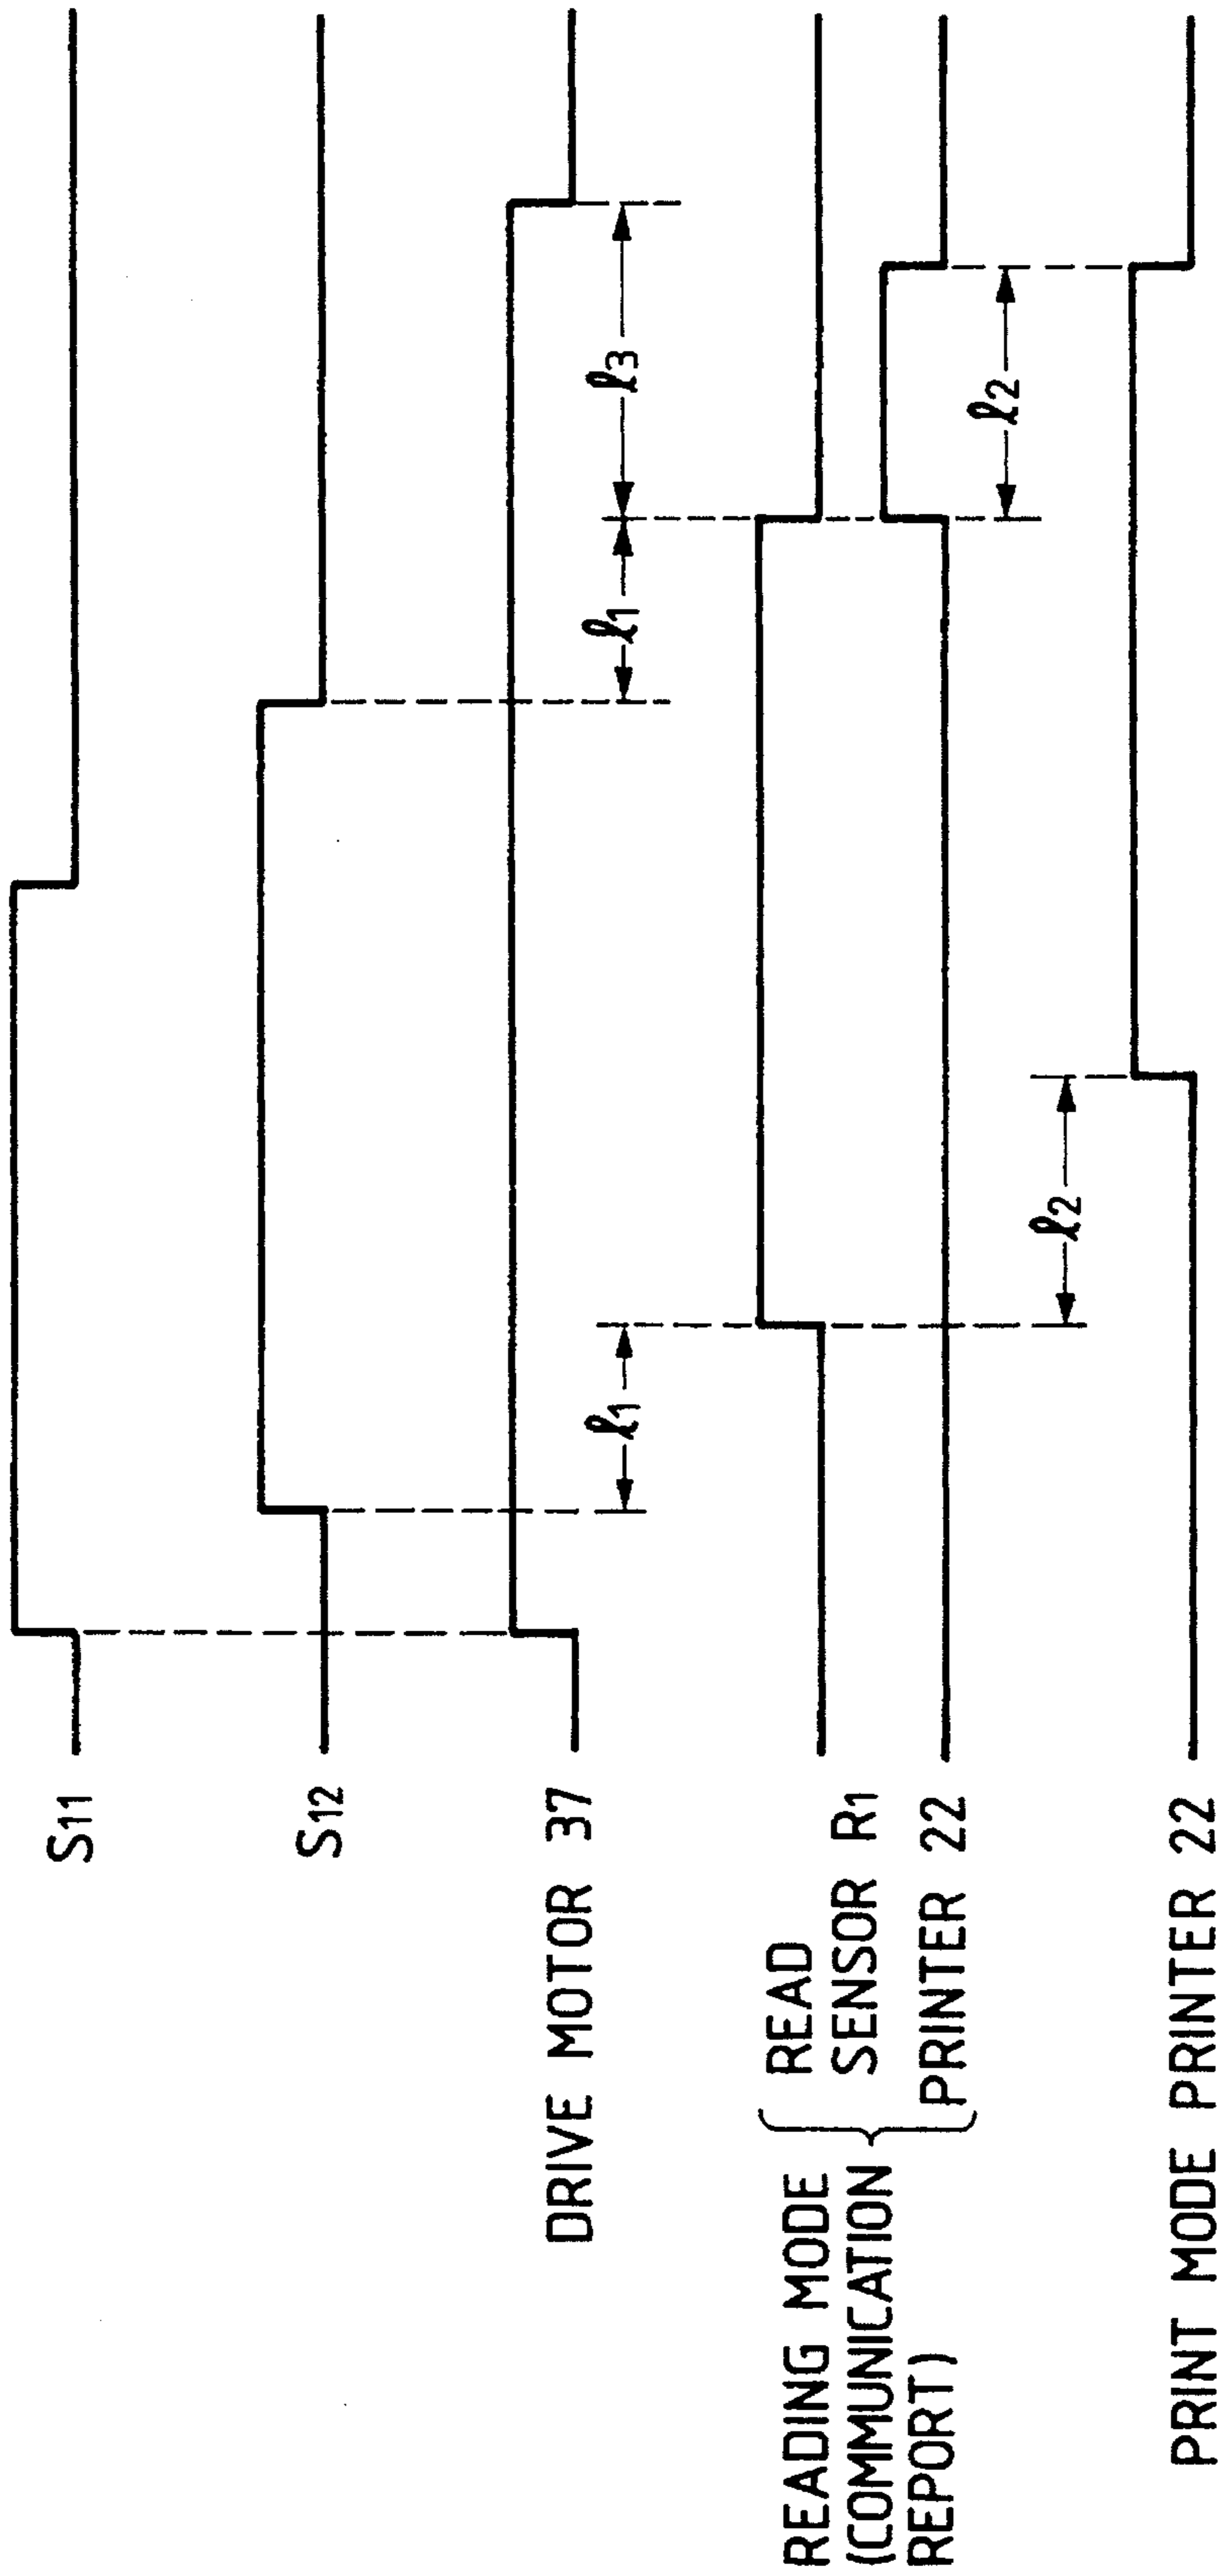 S11
S12
DRIVE MOTOR 37
ℓ1
ℓ1
ℓ3
READING MODE
(COMMUNICATION
REPORT)
READ
SENSOR R1
PRINTER 22
ℓ2
ℓ2
PRINT MODE PRINTER 22